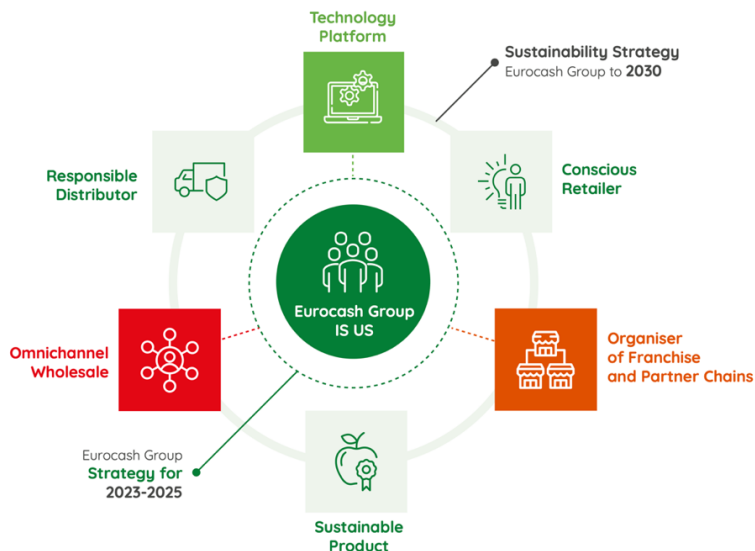 Technology
Platform
Sustainability Strategy
Eurocash Group to 2030
Responsible
Distributor
Conscious
Retailer
Eurocash Group
IS US
Omnichannel
Wholesale
Organiser
of Franchise
and Partner Chains
Eurocash Group
Strategy for
2023-2025
Sustainable
Product